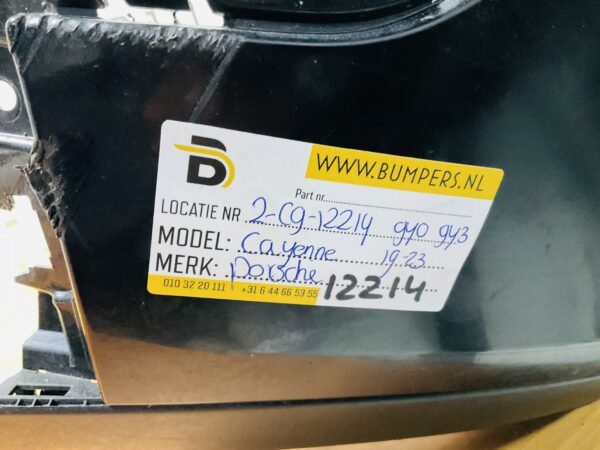 WWW.BUMPERS.NL
Part nr.
LOCATIE NR 2-C9-12214 9Y0 9Y3
MODEL: Cayenne 19-23
MERK: Porsche 12214
010 32 20 111 +31 6 44 66 53 55